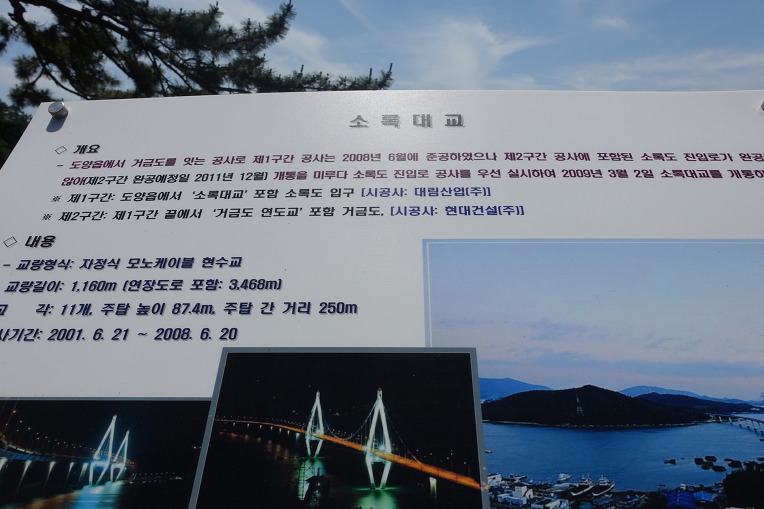 소록대교
◇ 개요
- 도양읍에서 거금도를 잇는 공사로 제1구간 공사는 2008년 6월에 준공하였으나 제2구간 공사에 포함된 소록도 진입로가 완공
않아(제2구간 완공예정일 2011년 12월) 개통을 미루다 소록도 진입로 공사를 우선 실시하여 2009년 3월 2일 소록대교를 개통하
※ 제1구간: 도양읍에서 '소록대교' 포함 소록도 입구 [시공사: 대림산업(주)]
※ 제2구간: 제1구간 끝에서 '거금도 연도교' 포함 거금도, [시공사: 현대건설(주)]
◇ 내용
- 교량형식: 자정식 모노케이블 현수교
교량길이: 1,160m (연장도로 포함: 3,468m)
각: 11개, 주탑 높이 87.4m, 주탑 간 거리 250m
사기간: 2001. 6. 21 ~ 2008. 6. 20